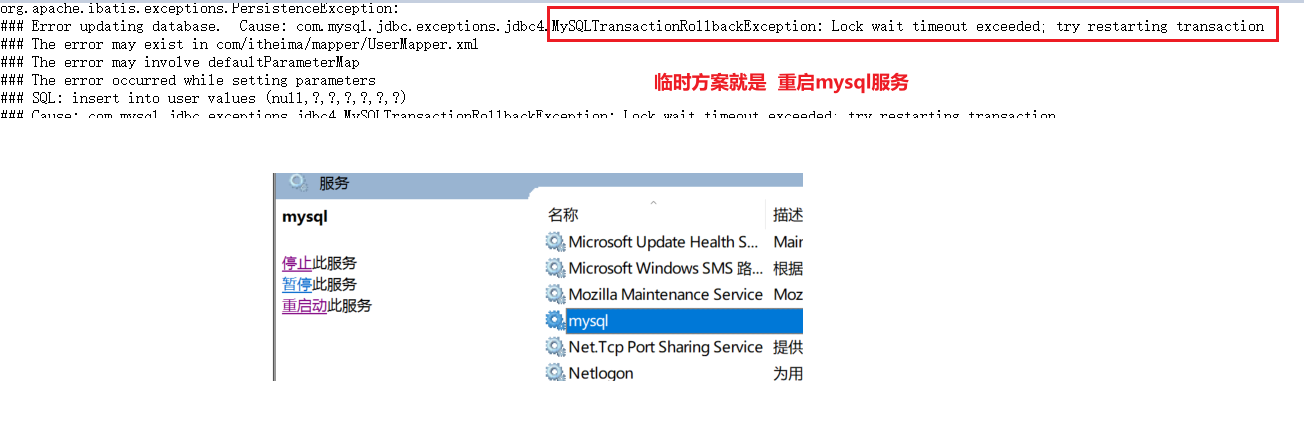 org.apache.ibatis.exceptions.PersistenceException:
### Error updating database.  Cause: com.mysql.jdbc.exceptions.jdbc4.MySQLTransactionRollbackException: Lock wait timeout exceeded; try restarting transaction
### The error may exist in com/itheima/mapper/UserMapper.xml
### The error may involve defaultParameterMap
### The error occurred while setting parameters
临时方案就是 重启mysql服务
### SQL: insert into user values (null,?,?,?,?,?,?)
### Cause: com.mysql.jdbc.exceptions.jdbc4.MySQLTransactionRollbackException: Lock wait timeout exceeded; try restarting transaction
服务
mysql
停止此服务
暂停此服务
重启动此服务
名称 描述
Microsoft Update Health S... Main
Microsoft Windows SMS 路... 根据
Mozilla Maintenance Service Moz
mysql
Net.Tcp Port Sharing Service 提供
Netlogon 为用